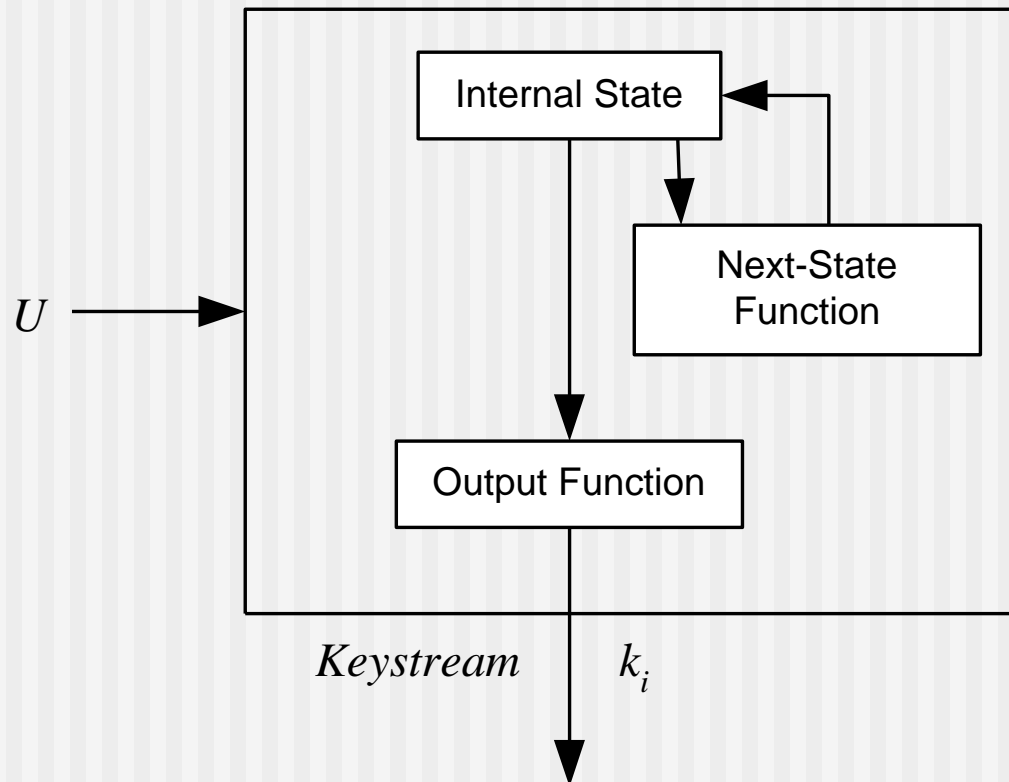 Internal State
Next-State
Function
U
Output Function
Keystream k_i